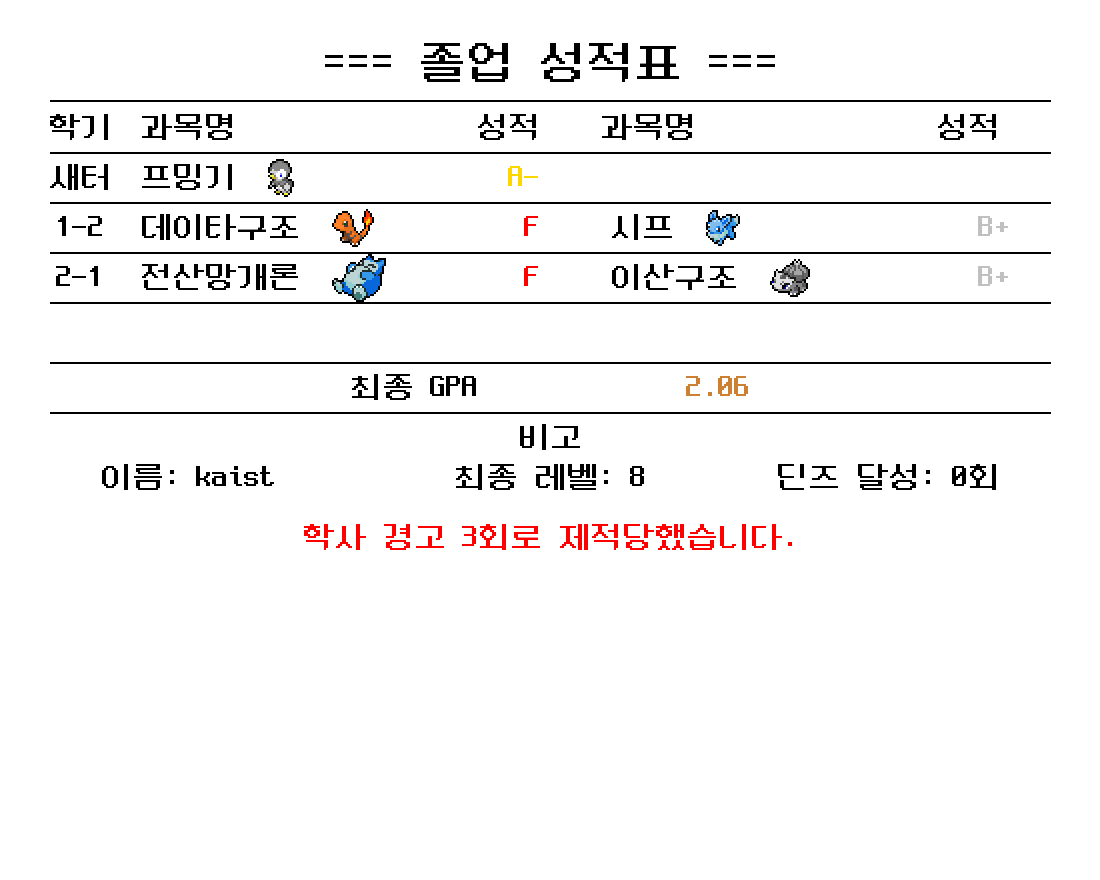 === 졸업 성적표 ===
학기 과목명 성적 과목명 성적
새터 프밍기 A-
1-2 데이타구조 F 시프 B+
2-1 전산망개론 F 이산구조 B+
최종 GPA 2.06
비고
이름: kaist 최종 레벨: 8 딘즈 달성: 0회
학사 경고 3회로 제적당했습니다.